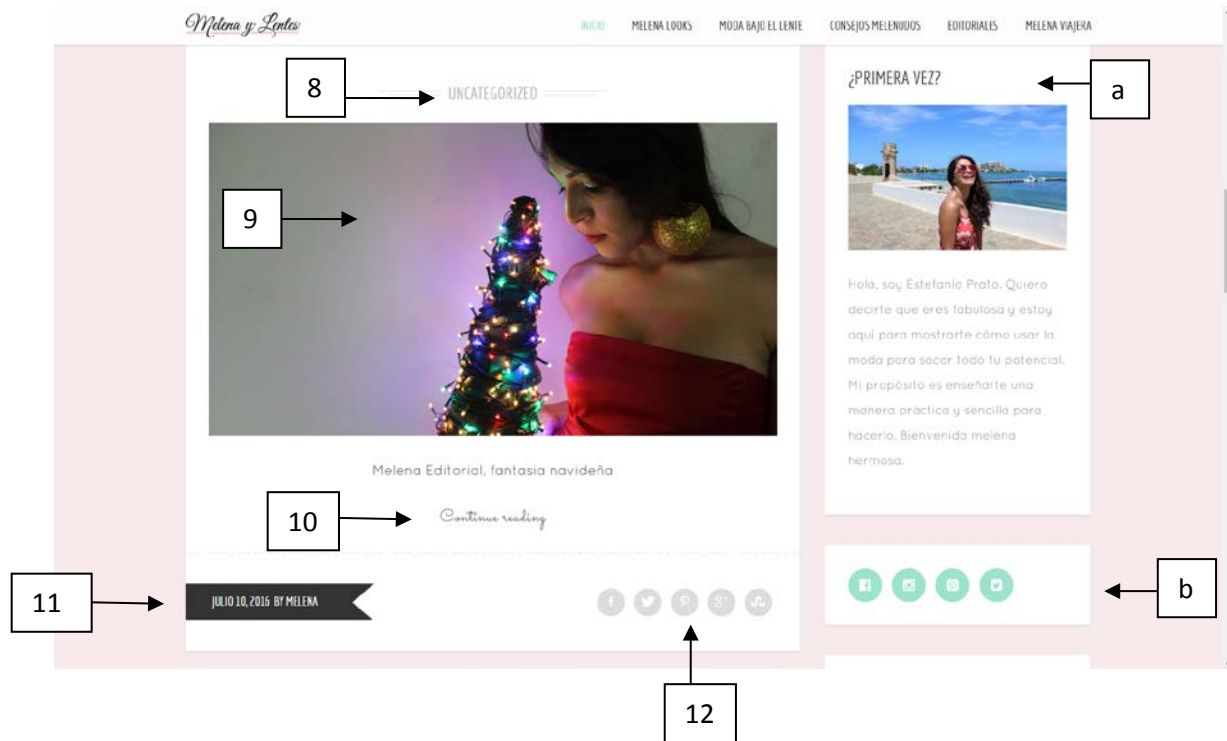 Melena y Lentes
INICIO MELENA LOOKS MODA BAJO EL LENTE CONSEJOS MELENUDOS EDITORIALES MELENA VIAJERA
8
UNCATEGORIZED
9
Melena Editorial, fantasia navideña
10
Continue reading
11
JULIO 10, 2016 BY MELENA
12
¿PRIMERA VEZ?
a
Hola, soy Estefanía Prato. Quiero
decirte que eres fabulosa y estoy
aquí para mostrarte cómo usar la
moda para sacar todo tu potencial.
Mi propósito es enseñarte una
manera práctica y sencilla para
hacerlo. Bienvenida melena
hermosa.
b